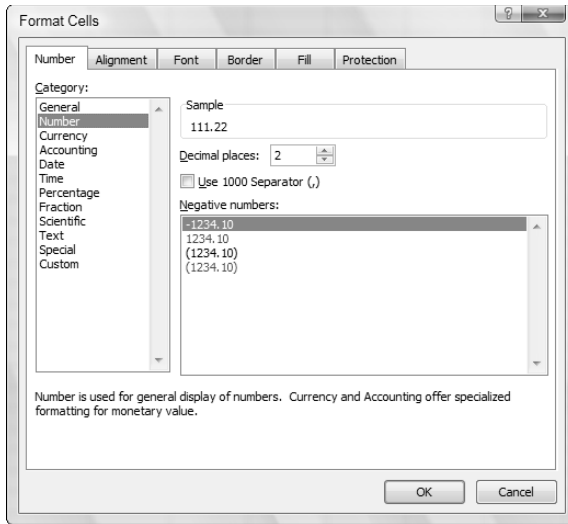 Format Cells
Number Alignment Font Border Fill Protection
Category:
General
Number
Currency
Accounting
Date
Time
Percentage
Fraction
Scientific
Text
Special
Custom
Sample
111.22
Decimal places: 2
Use 1000 Separator (,)
Negative numbers:
-1234.10
1234.10
(1234.10)
(1234.10)
Number is used for general display of numbers. Currency and Accounting offer specialized
formatting for monetary value.
OK Cancel